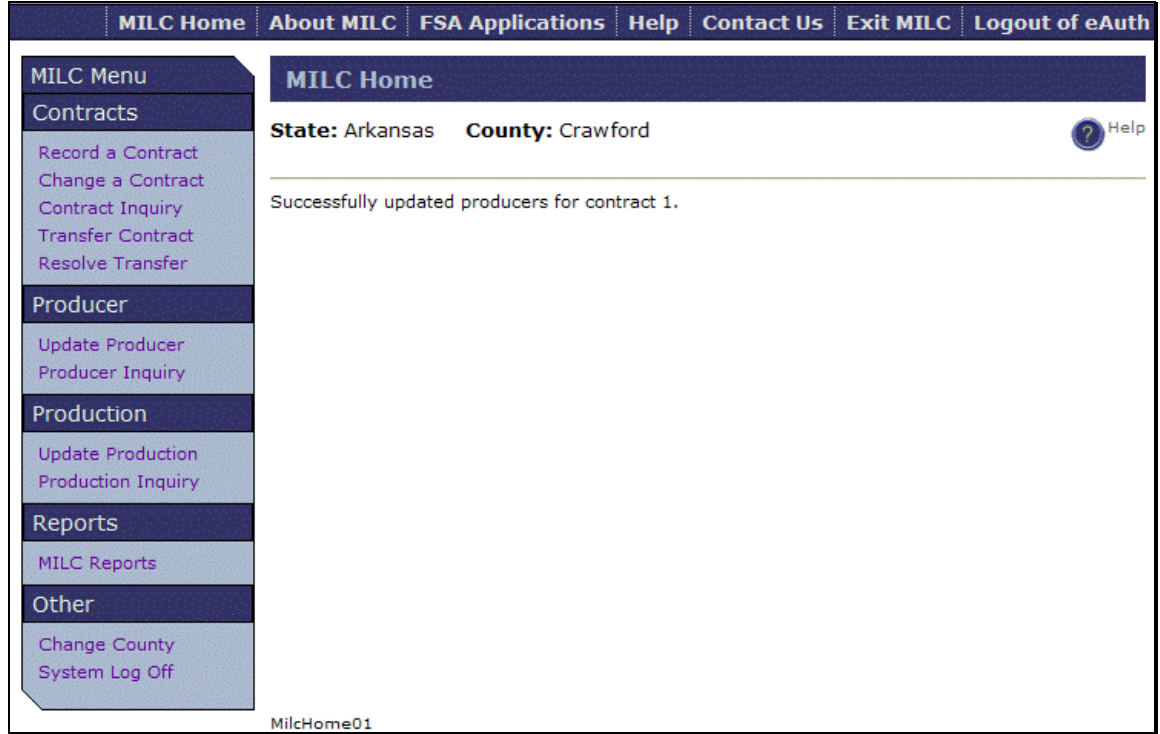 MILC Home About MILC FSA Applications Help Contact Us Exit MILC Logout of eAuth
MILC Menu
Contracts
Record a Contract
Change a Contract
Contract Inquiry
Transfer Contract
Resolve Transfer
Producer
Update Producer
Producer Inquiry
Production
Update Production
Production Inquiry
Reports
MILC Reports
Other
Change County
System Log Off
MILC Home
State: Arkansas County: Crawford
? Help
Successfully updated producers for contract 1.
MilcHome01